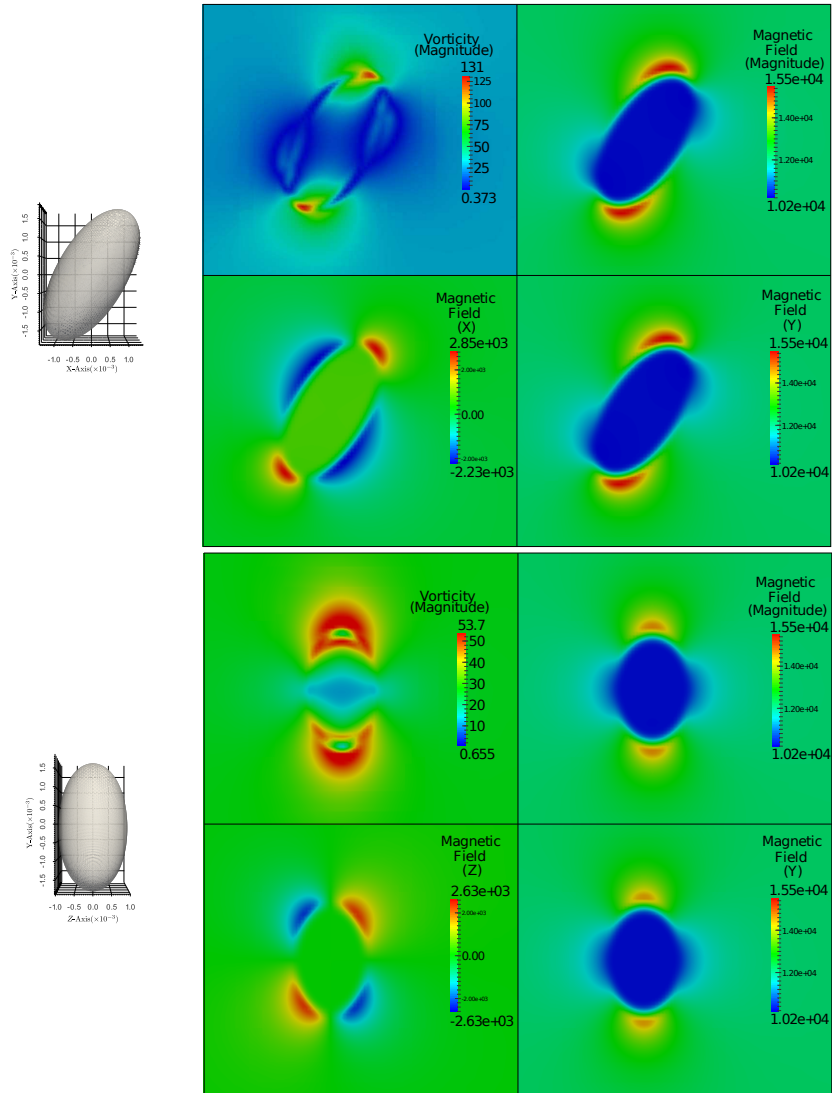 Vorticity
(Magnitude)
131
125
100
75
50
25
0.373
Magnetic
Field
(Magnitude)
1.55e+04
1.40e+04
1.20e+04
1.02e+04
Y-Axis(×10⁻³)
1.5
1.0
0.5
0.0
-0.5
-1.0
-1.5
-1.0 -0.5 0.0 0.5 1.0
X-Axis(×10⁻³)
Magnetic
Field
(X)
2.85e+03
2.00e+03
0.00
-2.00e+03
-2.23e+03
Magnetic
Field
(Y)
1.55e+04
1.40e+04
1.20e+04
1.02e+04
Vorticity
(Magnitude)
53.7
50
40
30
20
10
0.655
Magnetic
Field
(Magnitude)
1.55e+04
1.40e+04
1.20e+04
1.02e+04
Y-Axis(×10⁻³)
1.5
1.0
0.5
0.0
-0.5
-1.0
-1.5
-1.0 -0.5 0.0 0.5 1.0
Z-Axis(×10⁻³)
Magnetic
Field
(Z)
2.63e+03
2.00e+03
0.00
-2.00e+03
-2.63e+03
Magnetic
Field
(Y)
1.55e+04
1.40e+04
1.20e+04
1.02e+04